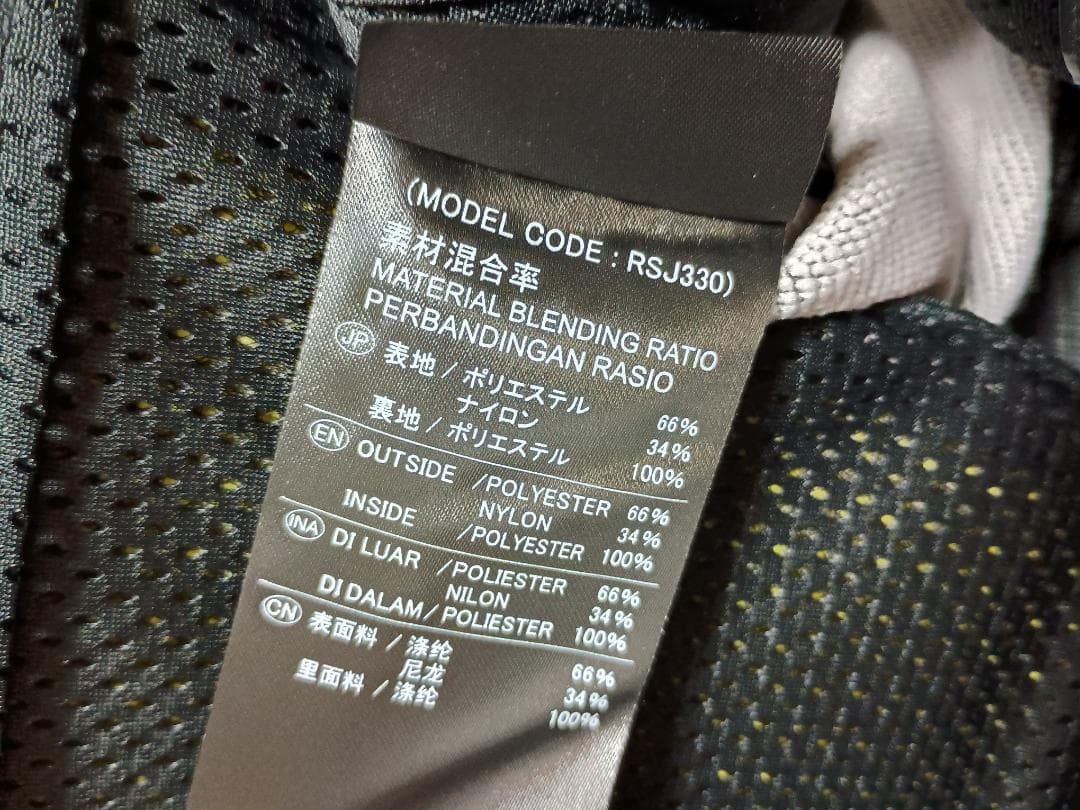 (MODEL CODE : RSJ330)
素材混合率
MATERIAL BLENDING RATIO
PERBANDINGAN RASIO
JP 表地 / ポリエステル 66%
ナイロン 34%
裏地 / ポリエステル 100%
EN OUTSIDE /POLYESTER 66%
NYLON 34%
INSIDE /POLYESTER 100%
INA DI LUAR /POLIESTER 66%
NILON 34%
DI DALAM/POLIESTER 100%
CN 表面料 / 涤纶 66%
尼龙 34%
里面料 / 涤纶 100%